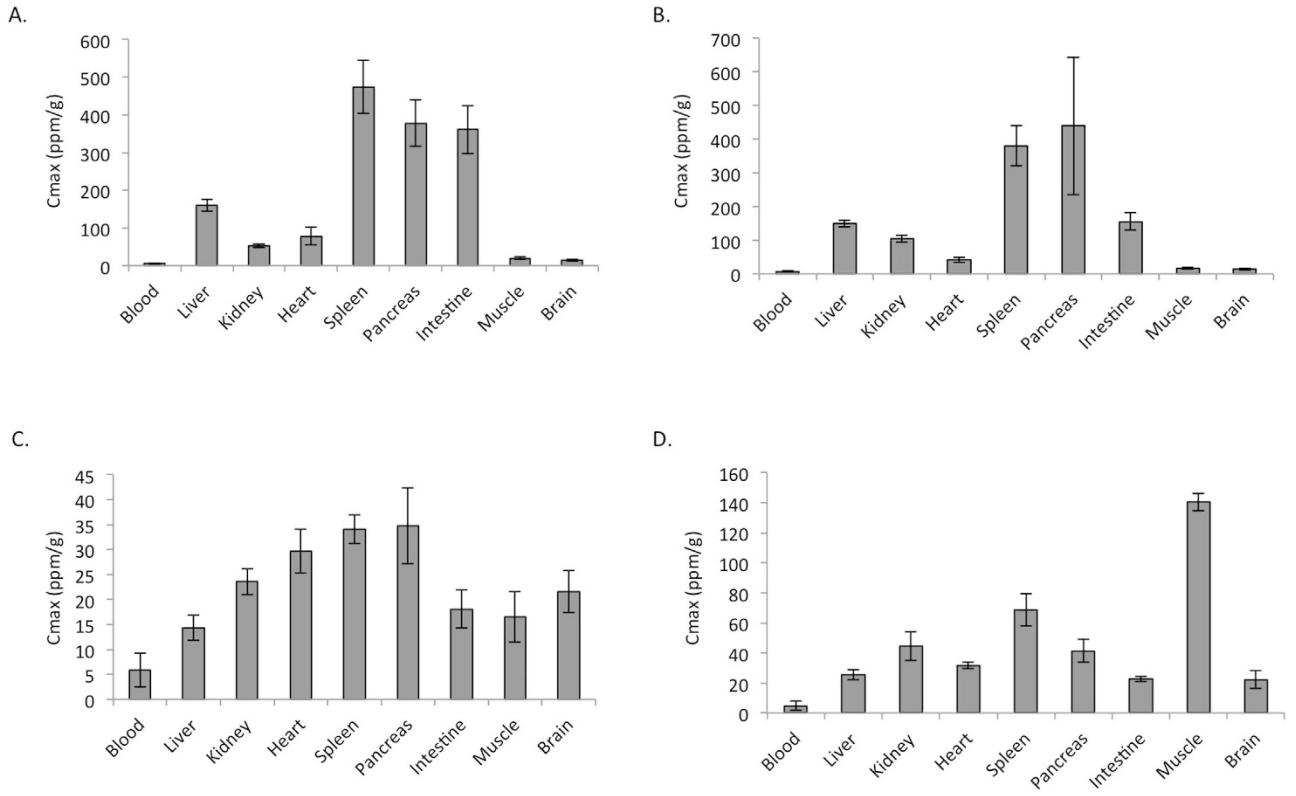 A.
Cmax (ppm/g)
600
500
400
300
200
100
0
Blood
Liver
Kidney
Heart
Spleen
Pancreas
Intestine
Muscle
Brain
B.
Cmax (ppm/g)
700
600
500
400
300
200
100
0
Blood
Liver
Kidney
Heart
Spleen
Pancreas
Intestine
Muscle
Brain
C.
Cmax (ppm/g)
45
40
35
30
25
20
15
10
5
0
Blood
Liver
Kidney
Heart
Spleen
Pancreas
Intestine
Muscle
Brain
D.
Cmax (ppm/g)
160
140
120
100
80
60
40
20
0
Blood
Liver
Kidney
Heart
Spleen
Pancreas
Intestine
Muscle
Brain